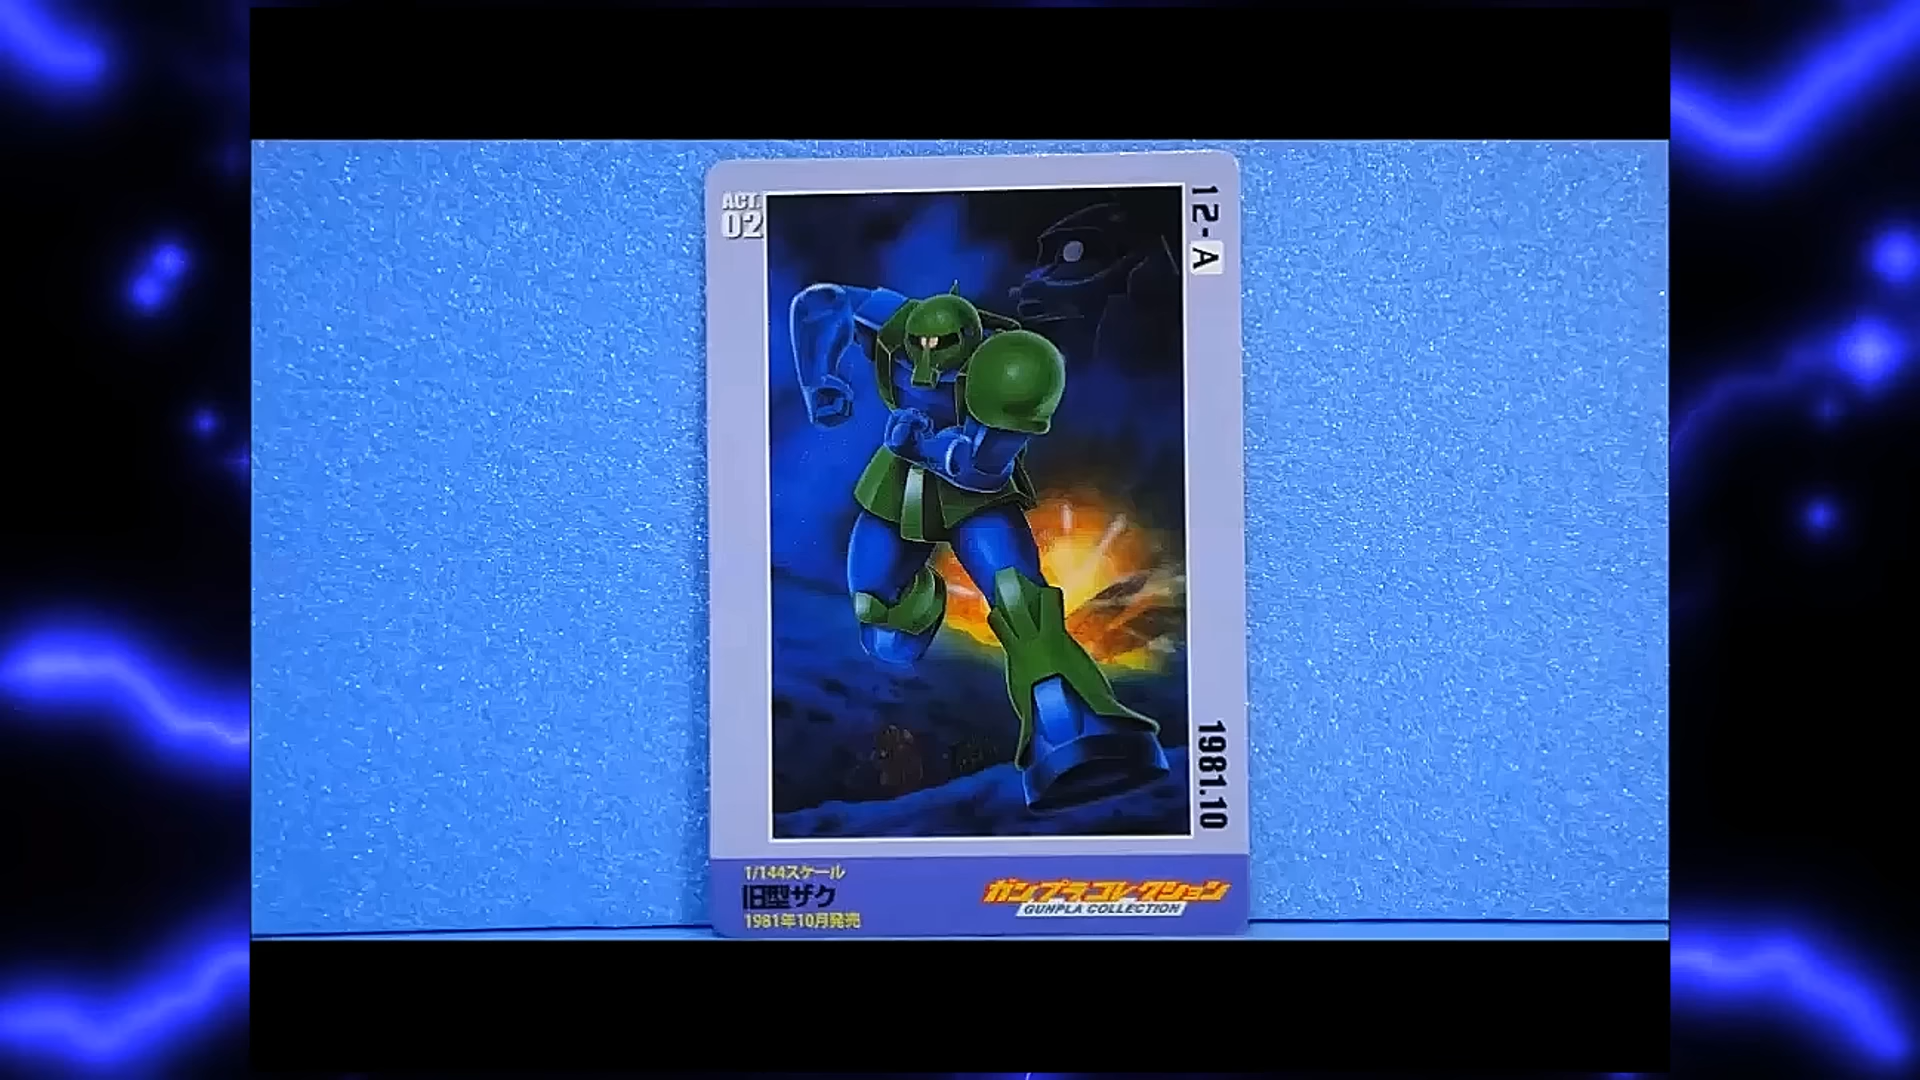 ACT.
02
12-A
1981.10
1/144スケール
旧型ザク
1981年10月発売
ガンプラコレクション
GUNPLA COLLECTION